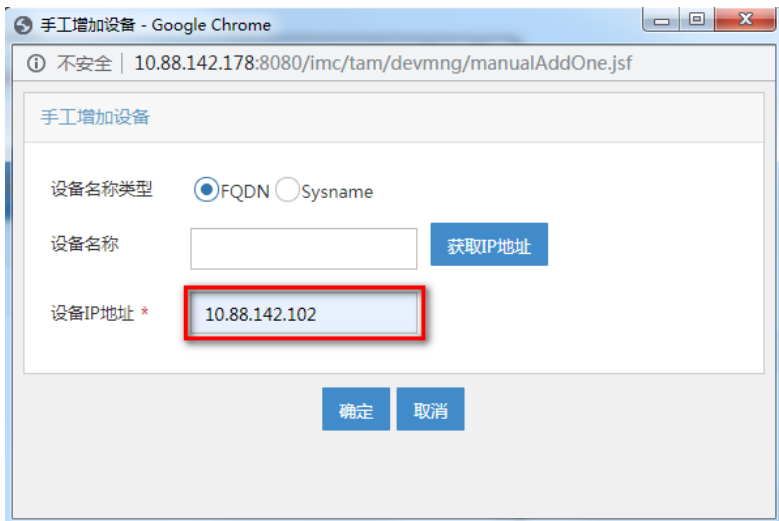 手工增加设备 - Google Chrome
不安全 | 10.88.142.178:8080/imc/tam/devmng/manualAddOne.jsf
手工增加设备
设备名称类型 FQDN Sysname
设备名称 获取IP地址
设备IP地址 * 10.88.142.102
确定 取消